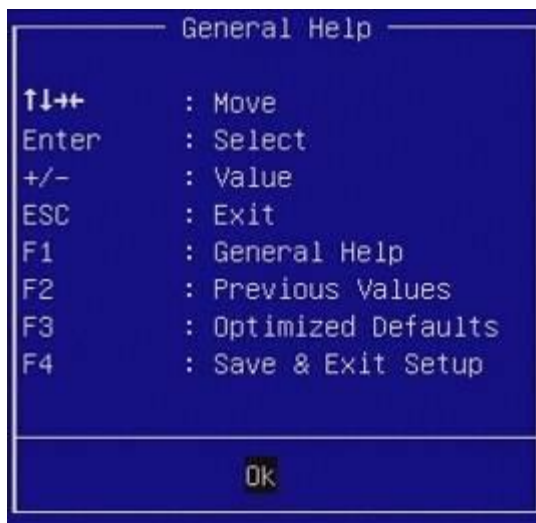 General Help
↑↓→← : Move
Enter : Select
+/- : Value
ESC : Exit
F1 : General Help
F2 : Previous Values
F3 : Optimized Defaults
F4 : Save & Exit Setup
Ok